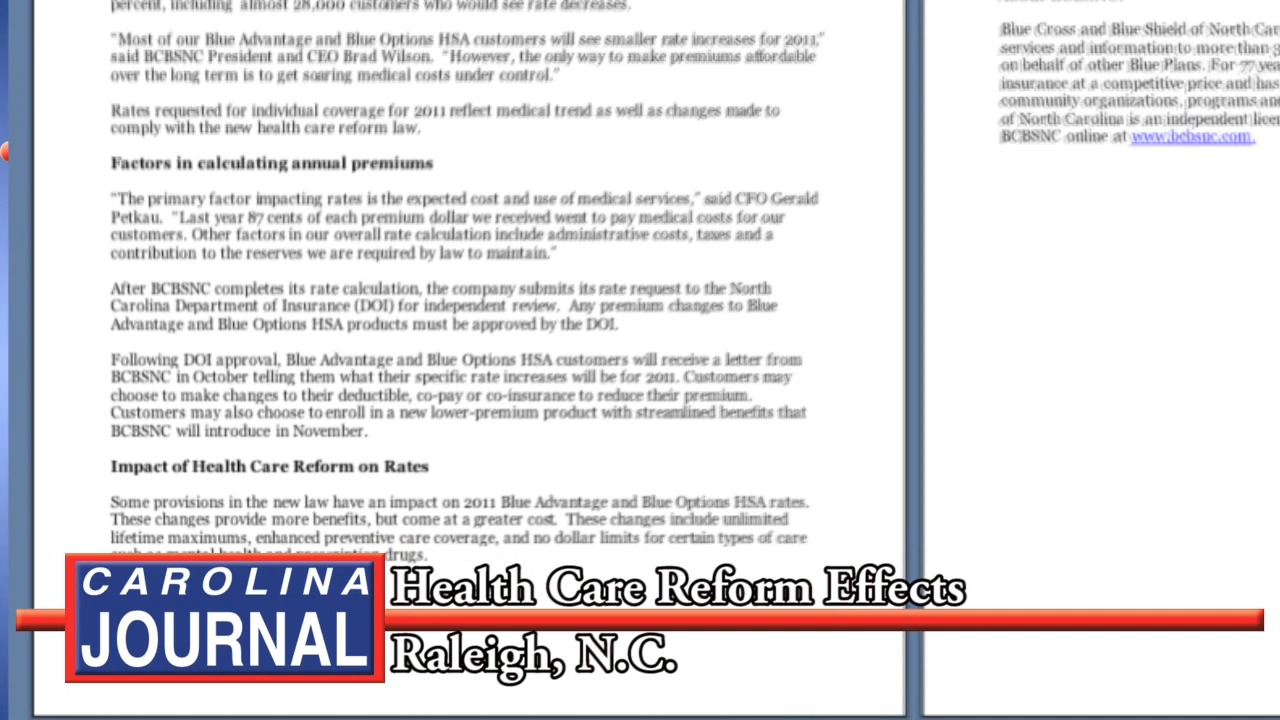 percent, including almost 28,000 customers who would see rate decreases.
"Most of our Blue Advantage and Blue Options HSA customers will see smaller rate increases for 2011,"
said BCBSNC President and CEO Brad Wilson. "However, the only way to make premiums affordable
over the long term is to get soaring medical costs under control."
Rates requested for individual coverage for 2011 reflect medical trend as well as changes made to
comply with the new health care reform law.
Factors in calculating annual premiums
"The primary factor impacting rates is the expected cost and use of medical services," said CFO Gerald
Petkau. "Last year 87 cents of each premium dollar we received went to pay medical costs for our
customers. Other factors in our overall rate calculation include administrative costs, taxes and a
contribution to the reserves we are required by law to maintain."
After BCBSNC completes its rate calculation, the company submits its rate request to the North
Carolina Department of Insurance (DOI) for independent review. Any premium changes to Blue
Advantage and Blue Options HSA products must be approved by the DOI.
Following DOI approval, Blue Advantage and Blue Options HSA customers will receive a letter from
BCBSNC in October telling them what their specific rate increases will be for 2011. Customers may
choose to make changes to their deductible, co-pay or co-insurance to reduce their premium.
Customers may also choose to enroll in a new lower-premium product with streamlined benefits that
BCBSNC will introduce in November.
Impact of Health Care Reform on Rates
Some provisions in the new law have an impact on 2011 Blue Advantage and Blue Options HSA rates.
These changes provide more benefits, but come at a greater cost. These changes include unlimited
lifetime maximums, enhanced preventive care coverage, and no dollar limits for certain types of care
drugs.
Blue Cross and Blue Shield of North Car
services and information to more than 3
on behalf of other Blue Plans. For 77 yea
insurance at a competitive price and has
community organizations, programs an
of North Carolina is an independent licen
BCBSNC online at www.bcbsnc.com.
CAROLINA
JOURNAL
Health Care Reform Effects
Raleigh, N.C.